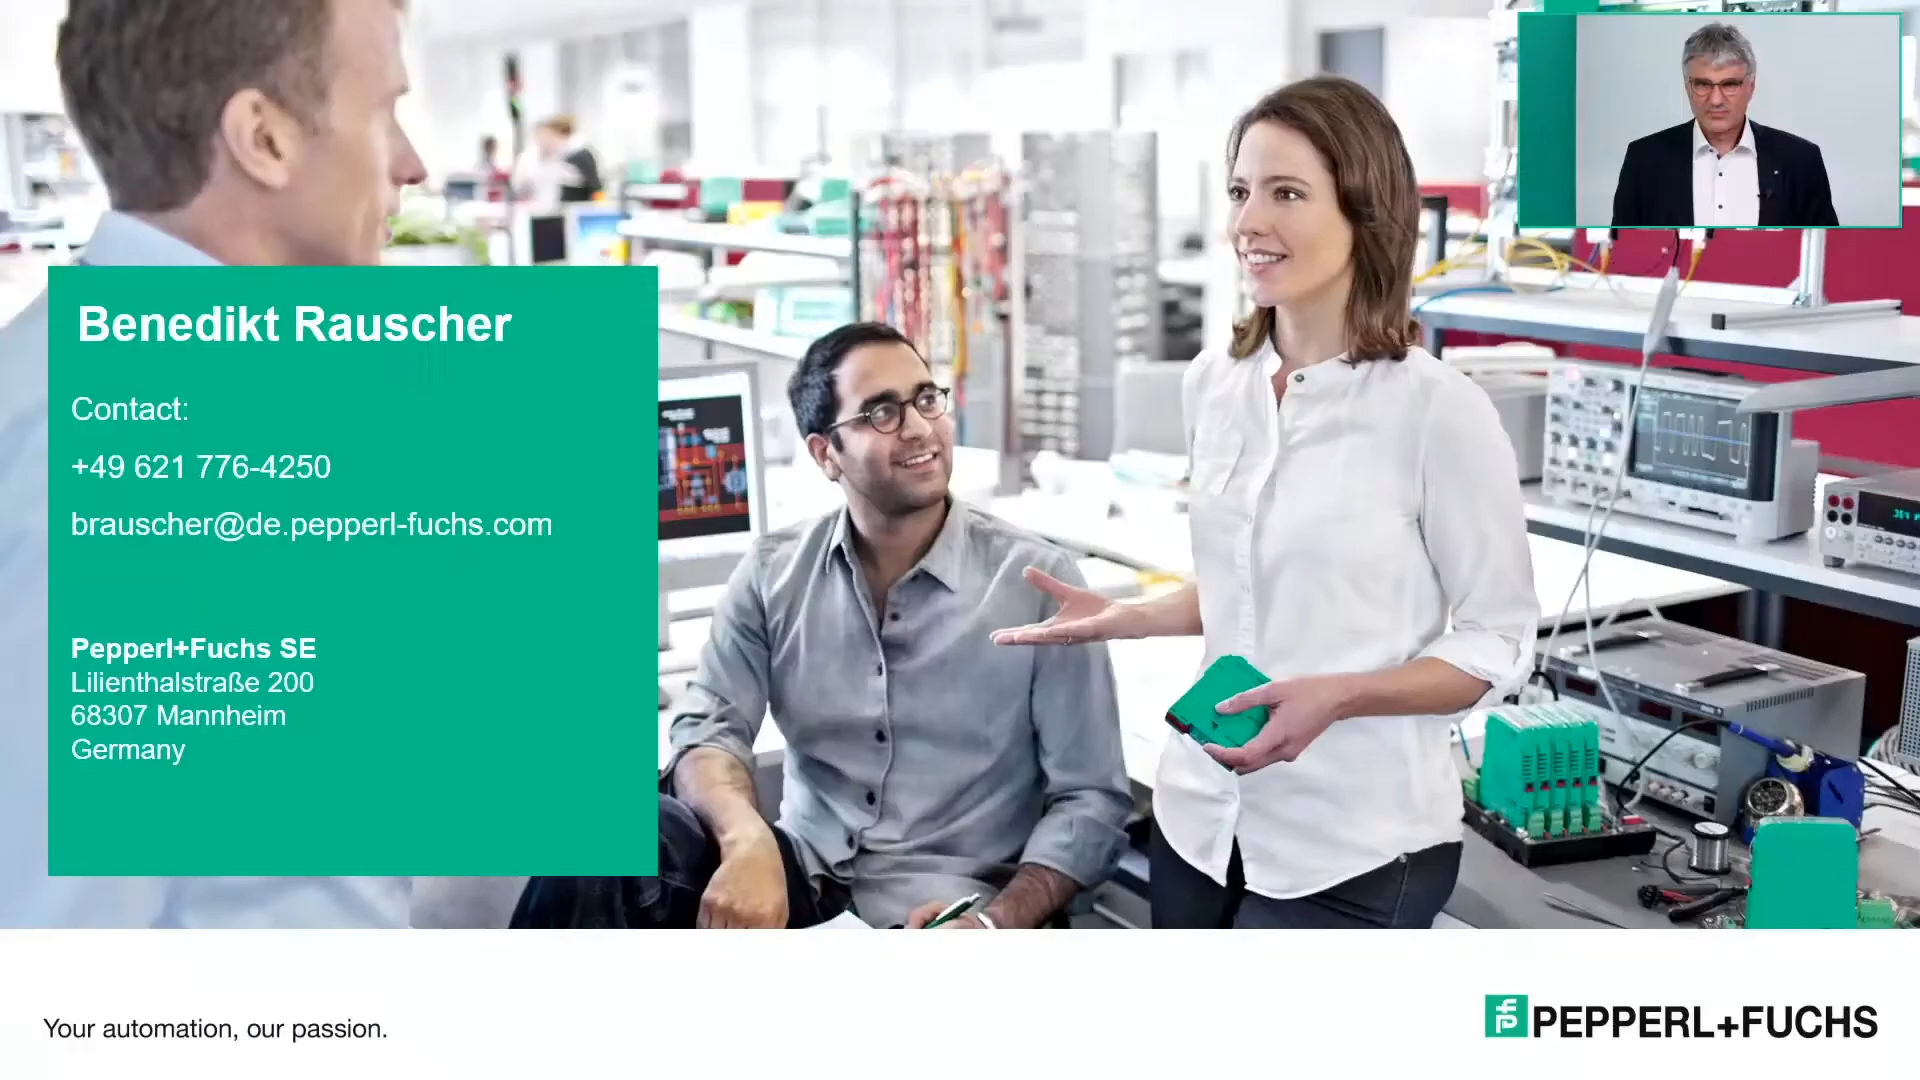 Benedikt Rauscher
Contact:
+49 621 776-4250
brauscher@de.pepperl-fuchs.com
Pepperl+Fuchs SE
Lilienthalstraße 200
68307 Mannheim
Germany
Your automation, our passion.
PEPPERL+FUCHS